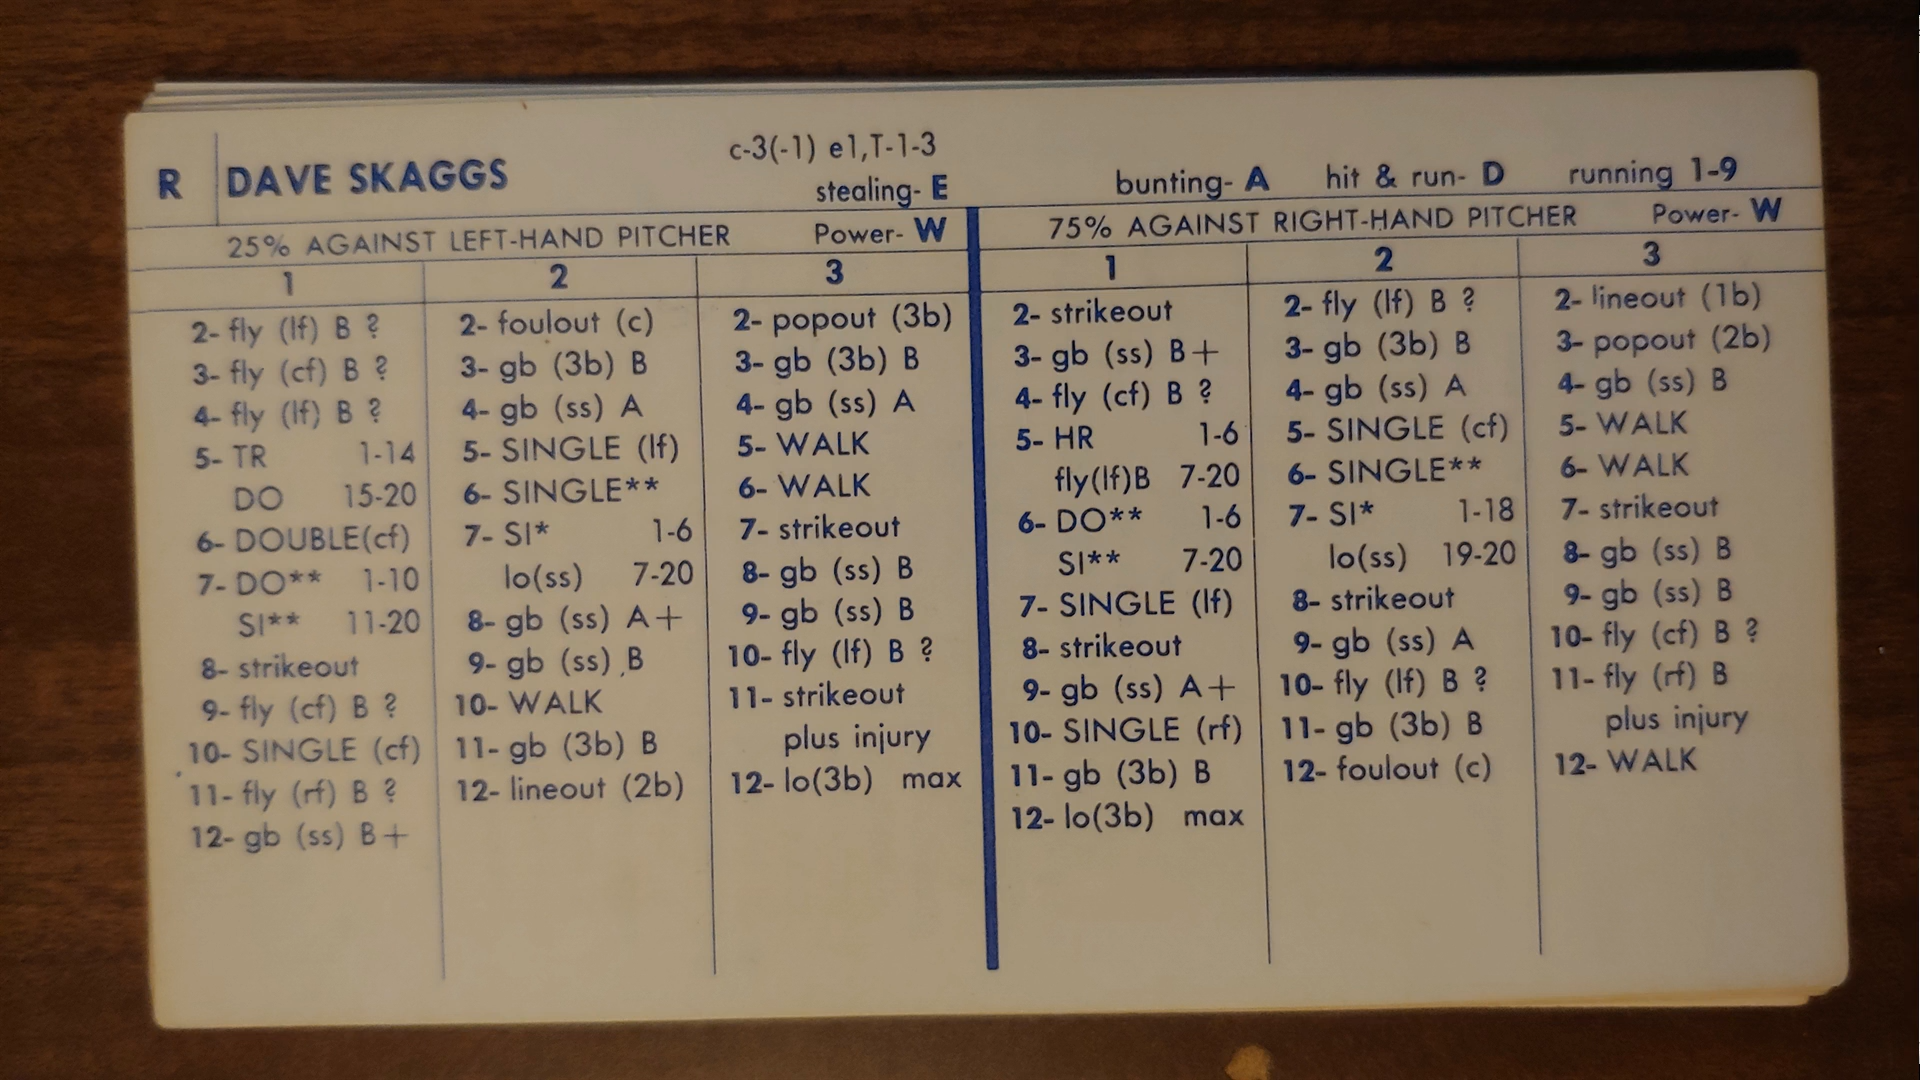 R DAVE SKAGGS
c-3(-1) e1,T-1-3
stealing- E
bunting- A hit & run- D running 1-9
25% AGAINST LEFT-HAND PITCHER Power- W
1
2- fly (lf) B ?
3- fly (cf) B ?
4- fly (lf) B ?
5- TR 1-14
DO 15-20
6- DOUBLE(cf)
7- DO** 1-10
SI** 11-20
8- strikeout
9- fly (cf) B ?
10- SINGLE (cf)
11- fly (rf) B ?
12- gb (ss) B+
2
2- foulout (c)
3- gb (3b) B
4- gb (ss) A
5- SINGLE (lf)
6- SINGLE**
7- SI* 1-6
lo(ss) 7-20
8- gb (ss) A+
9- gb (ss) B
10- WALK
11- gb (3b) B
12- lineout (2b)
3
2- popout (3b)
3- gb (3b) B
4- gb (ss) A
5- WALK
6- WALK
7- strikeout
8- gb (ss) B
9- gb (ss) B
10- fly (lf) B ?
11- strikeout
plus injury
12- lo(3b) max
75% AGAINST RIGHT-HAND PITCHER Power- W
1
2- strikeout
3- gb (ss) B+
4- fly (cf) B ?
5- HR 1-6
fly(lf)B 7-20
6- DO** 1-6
SI** 7-20
7- SINGLE (lf)
8- strikeout
9- gb (ss) A+
10- SINGLE (rf)
11- gb (3b) B
12- lo(3b) max
2
2- fly (lf) B ?
3- gb (3b) B
4- gb (ss) A
5- SINGLE (cf)
6- SINGLE**
7- SI* 1-18
lo(ss) 19-20
8- strikeout
9- gb (ss) A
10- fly (lf) B ?
11- gb (3b) B
12- foulout (c)
3
2- lineout (1b)
3- popout (2b)
4- gb (ss) B
5- WALK
6- WALK
7- strikeout
8- gb (ss) B
9- gb (ss) B
10- fly (cf) B ?
11- fly (rf) B
plus injury
12- WALK